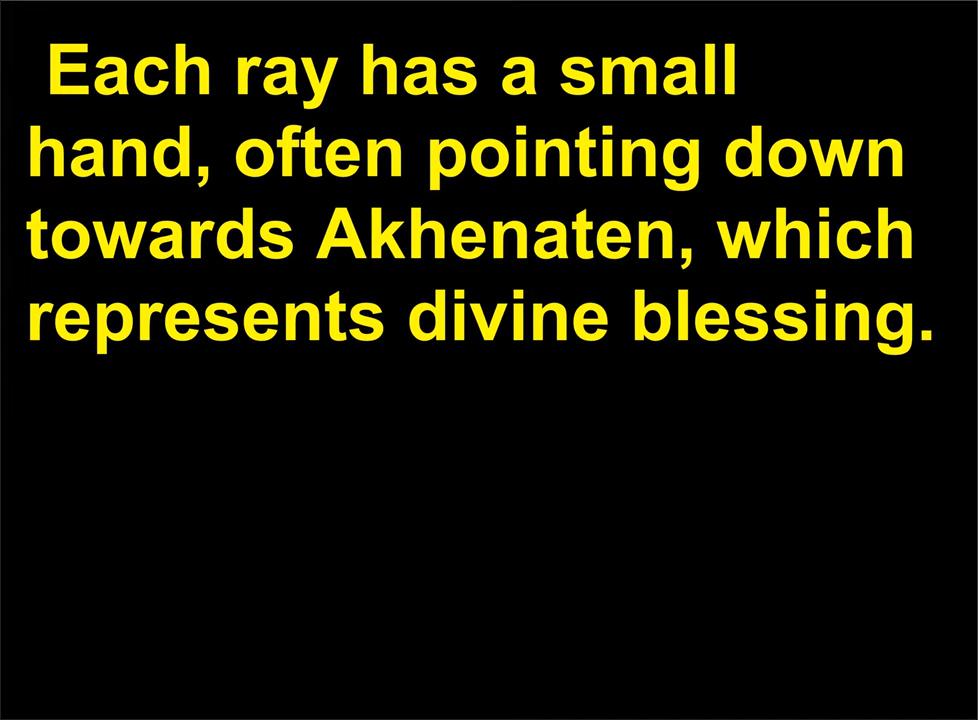 Each ray has a small
hand, often pointing down
towards Akhenaten, which
represents divine blessing.